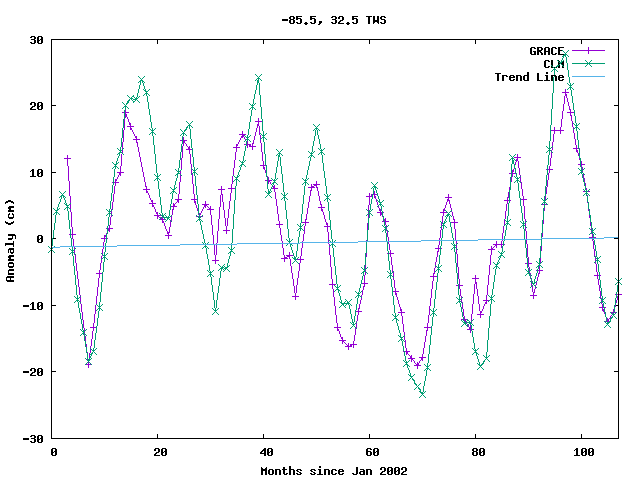 -85.5, 32.5 TWS
GRACE
CLM
Trend Line
30
20
10
0
-10
-20
-30
Anomaly (cm)
0 20 40 60 80 100
Months since Jan 2002